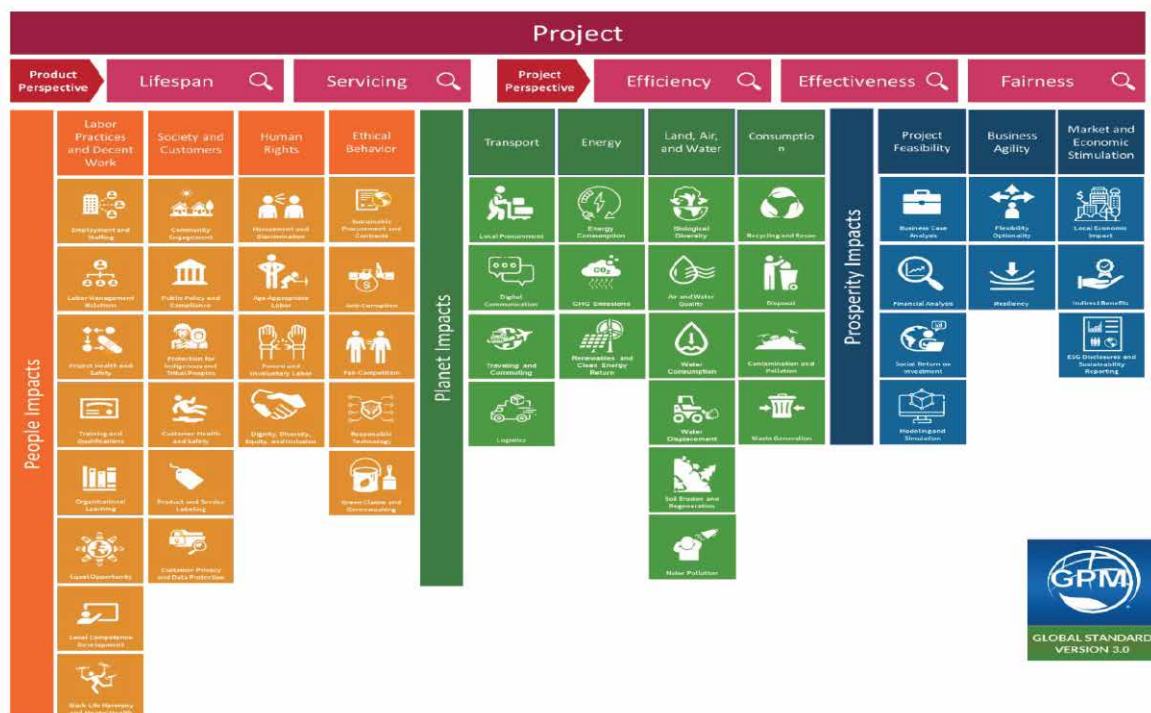 Project
Product
Perspective
Lifespan
Servicing
Project
Perspective
Efficiency
Effectiveness
Fairness
People Impacts
Labor
Practices
and Decent
Work
Employment and
Staffing
Labor Management
Relations
Project Health and
Safety
Training and
Qualifications
Organizational
Learning
Equal Opportunity
Local Competence
Development
Work Life Harmony
Society and
Customers
Community
Engagement
Public Policy and
Compliance
Protection for
Indigenous and
Tribal Peoples
Customer Health
and Safety
Product and Service
Labeling
Customer Privacy
and Data Protection
Human
Rights
Harassment and
Discrimination
Age-Appropriate
Labor
Forced and
Involuntary Labor
Dignity, Diversity,
Equity, and Inclusion
Ethical
Behavior
Sustainable
Procurement and
Contracts
Anti-Corruption
Fair Competition
Responsible
Technology
Green Claims and
Greenwashing
Planet Impacts
Transport
Local Procurement
Digital
Communication
Traveling and
Commuting
Logistics
Energy
Energy
Consumption
CO2
GHG Emissions
Renewables and
Clean Energy
Return
Land, Air,
and Water
Biological
Diversity
Air and Water
Quality
Water
Consumption
Water
Displacement
Soil Erosion and
Regeneration
Noise Pollution
Consumptio
n
Recycling and Reuse
Disposal
Contamination and
Pollution
Waste Generation
Prosperity Impacts
Project
Feasibility
Business Case
Analysis
Financial Analysis
Social Return on
Investment
Modeling and
Simulation
Business
Agility
Flexibility
Optionality
Resiliency
Market and
Economic
Stimulation
Local Economic
Impact
Indirect Benefits
ESG Disclosures and
Sustainability
Reporting
GPM
GLOBAL STANDARD
VERSION 3.0